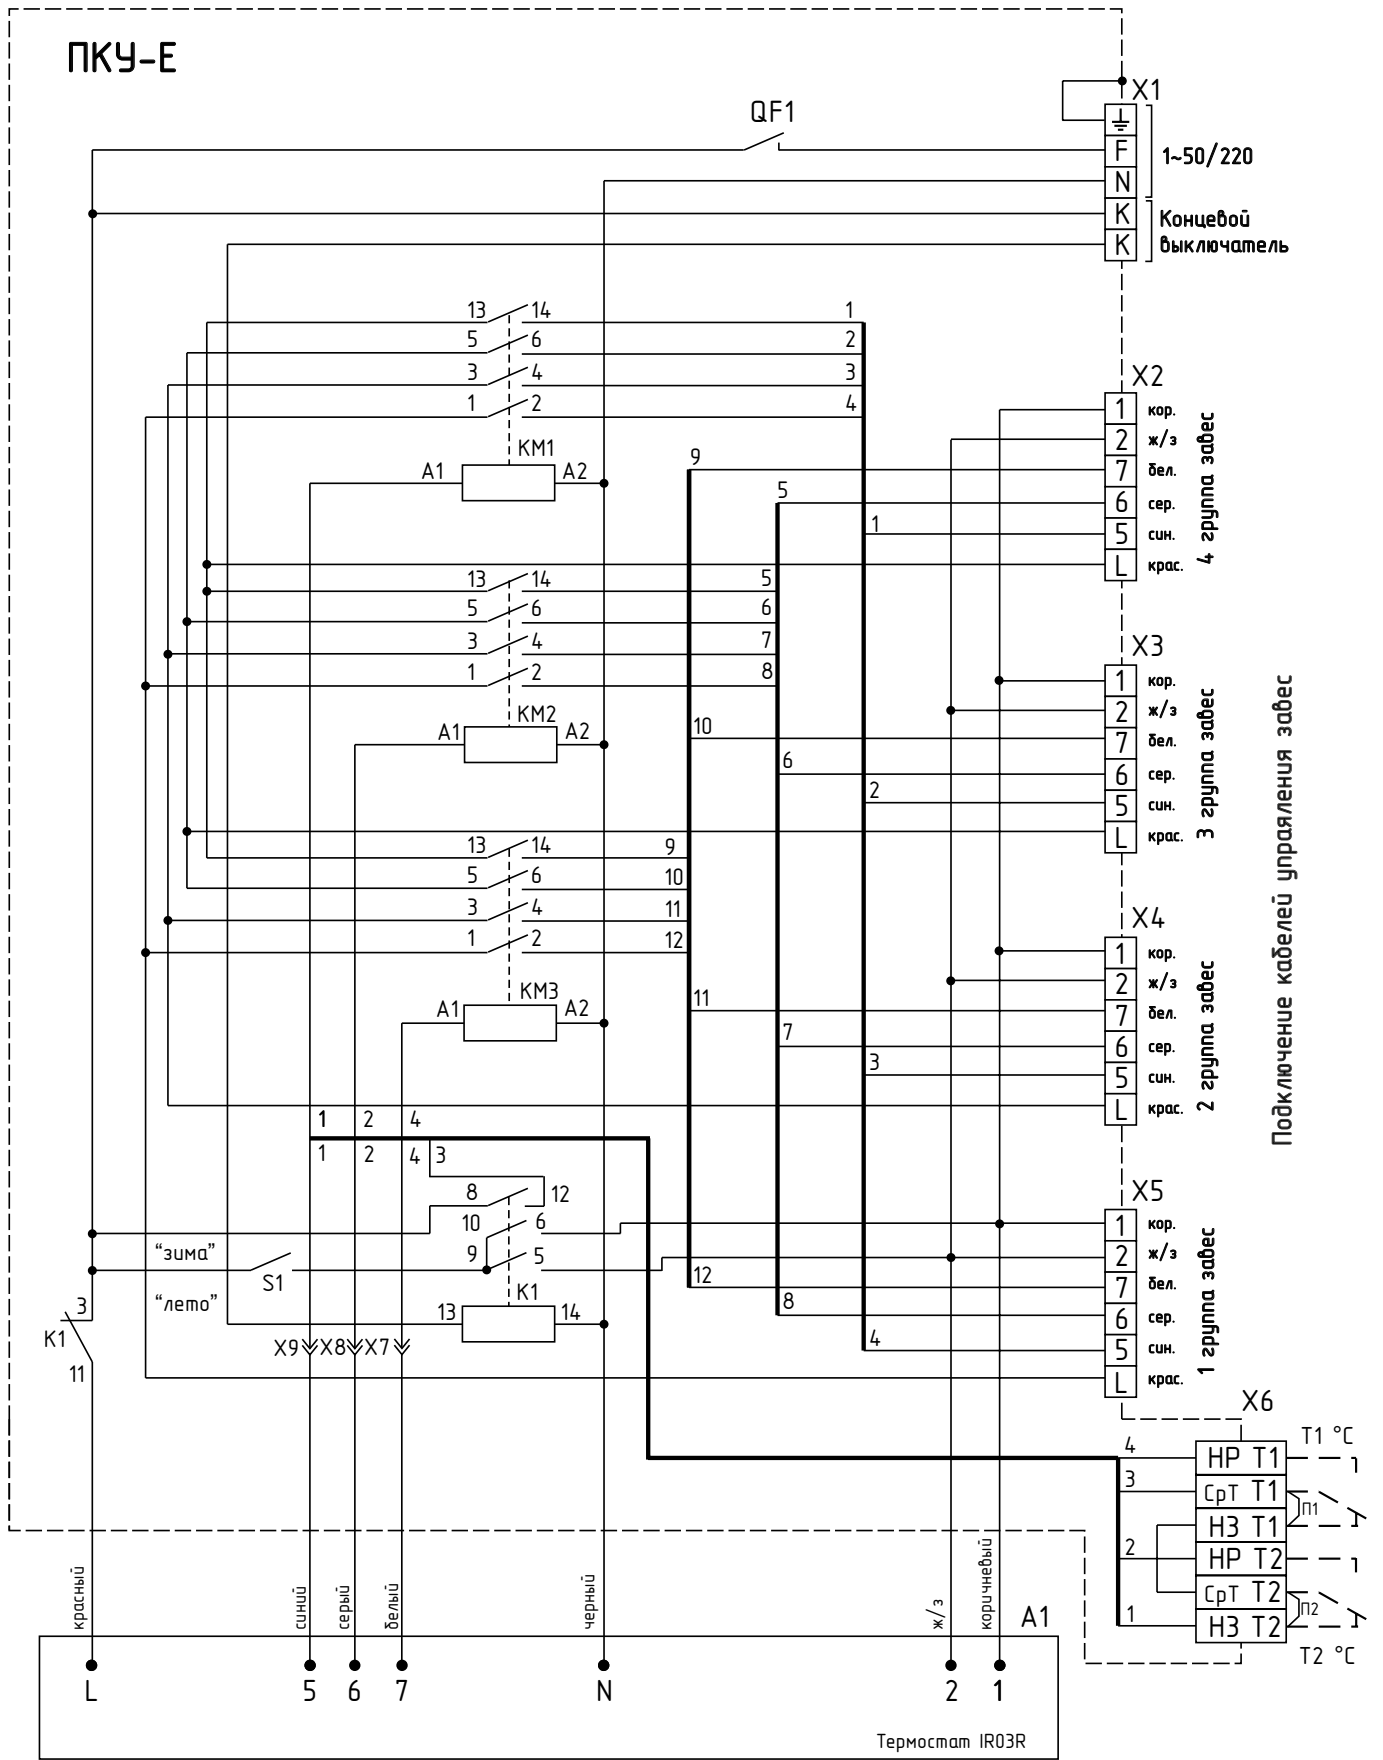 ПКУ-Е
X1
QF1
F
1~50/220
N
K
Концевой
K
выключатель
13 14 1
5 6 2
3 4 3
1 2 4
KM1
A1 A2
X2
1 кор.
2 ж/з
7 бел.
6 сер.
5 син.
L крас.
4 группа завес
9
5
1
13 14 5
5 6 6
3 4 7
1 2 8
KM2
A1 A2
X3
1 кор.
2 ж/з
7 бел.
6 сер.
5 син.
L крас.
3 группа завес
10
6
2
Подключение кабелей упраяления завес
13 14 9
5 6 10
3 4 11
1 2 12
KM3
A1 A2
X4
1 кор.
2 ж/з
7 бел.
6 сер.
5 син.
L крас.
2 группа завес
11
7
3
1 2 4
1 2 4 3
8 12
10 6
9 5
"зима"
S1
"лето"
K1
13 14
3
K1
11
X9 X8 X7
X5
1 кор.
2 ж/з
7 бел.
6 сер.
5 син.
L крас.
1 группа завес
12
8
4
X6
4 НР Т1 T1 °C
3 СрТ Т1
П1
НЗ Т1
2 НР Т2
СрТ Т2
П2
1 НЗ Т2
T2 °C
красный
синий
серый
белый
черный
ж/з
коричневый
A1
L 5 6 7 N 2 1
Термостат IR03R